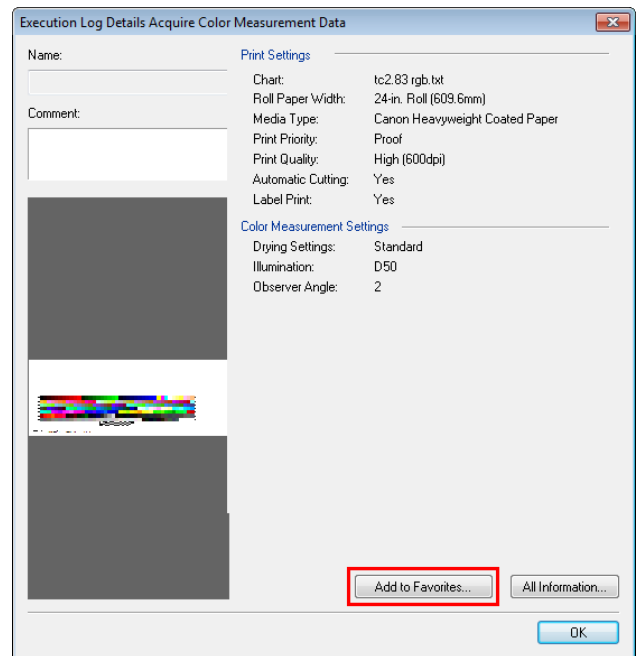 Execution Log Details Acquire Color Measurement Data
Name:
Comment:
Print Settings
Chart: tc2.83 rgb.txt
Roll Paper Width: 24-in. Roll (609.6mm)
Media Type: Canon Heavyweight Coated Paper
Print Priority: Proof
Print Quality: High (600dpi)
Automatic Cutting: Yes
Label Print: Yes
Color Measurement Settings
Drying Settings: Standard
Illumination: D50
Observer Angle: 2
Add to Favorites...
All Information...
OK